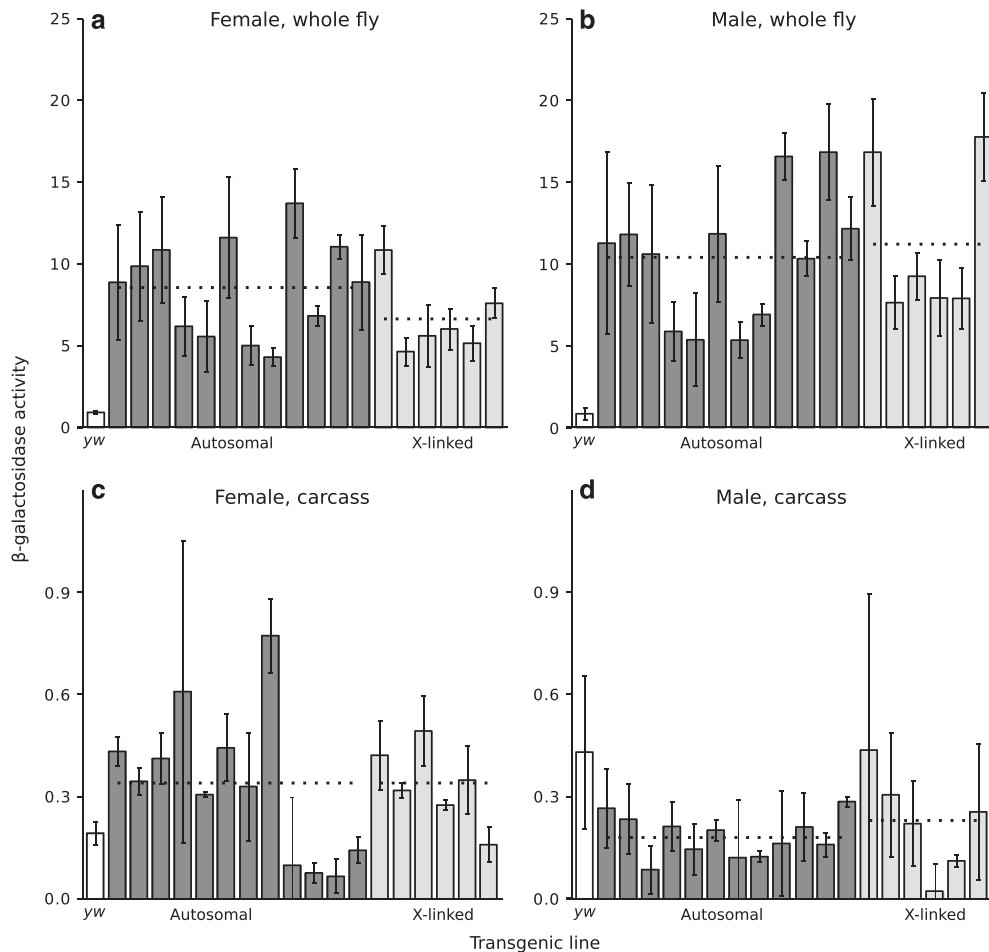 a
Female, whole fly
25
20
15
10
5
0
yw
Autosomal
X-linked
b
Male, whole fly
25
20
15
10
5
0
yw
Autosomal
X-linked
β-galactosidase activity
c
Female, carcass
0.9
0.6
0.3
0.0
yw
Autosomal
X-linked
d
Male, carcass
0.9
0.6
0.3
0.0
yw
Autosomal
X-linked
Transgenic line